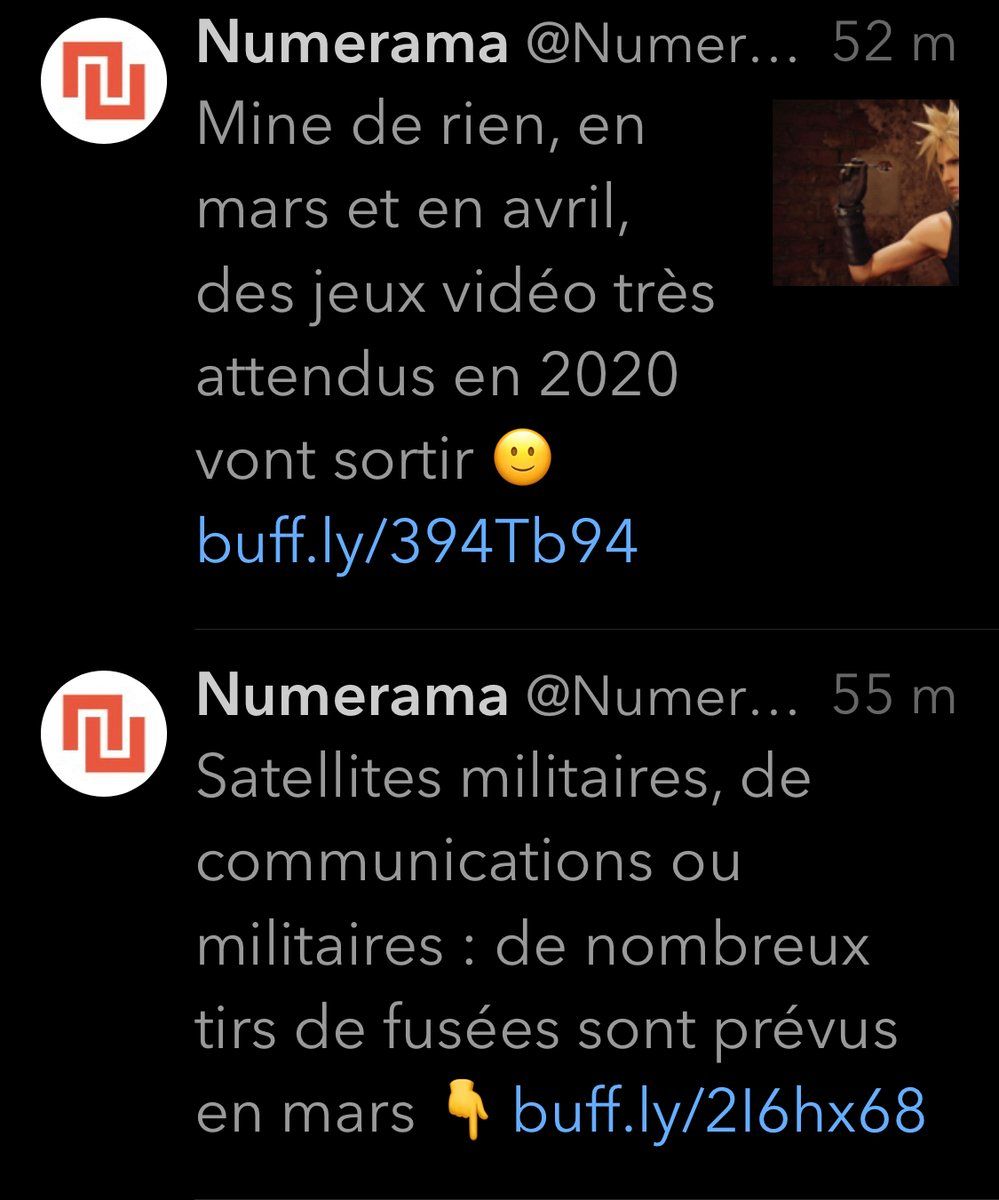 Numerama @Numer... 52 m
Mine de rien, en
mars et en avril,
des jeux vidéo très
attendus en 2020
vont sortir 🙂
buff.ly/394Tb94
Numerama @Numer... 55 m
Satellites militaires, de
communications ou
militaires : de nombreux
tirs de fusées sont prévus
en mars 👇 buff.ly/2I6hx68